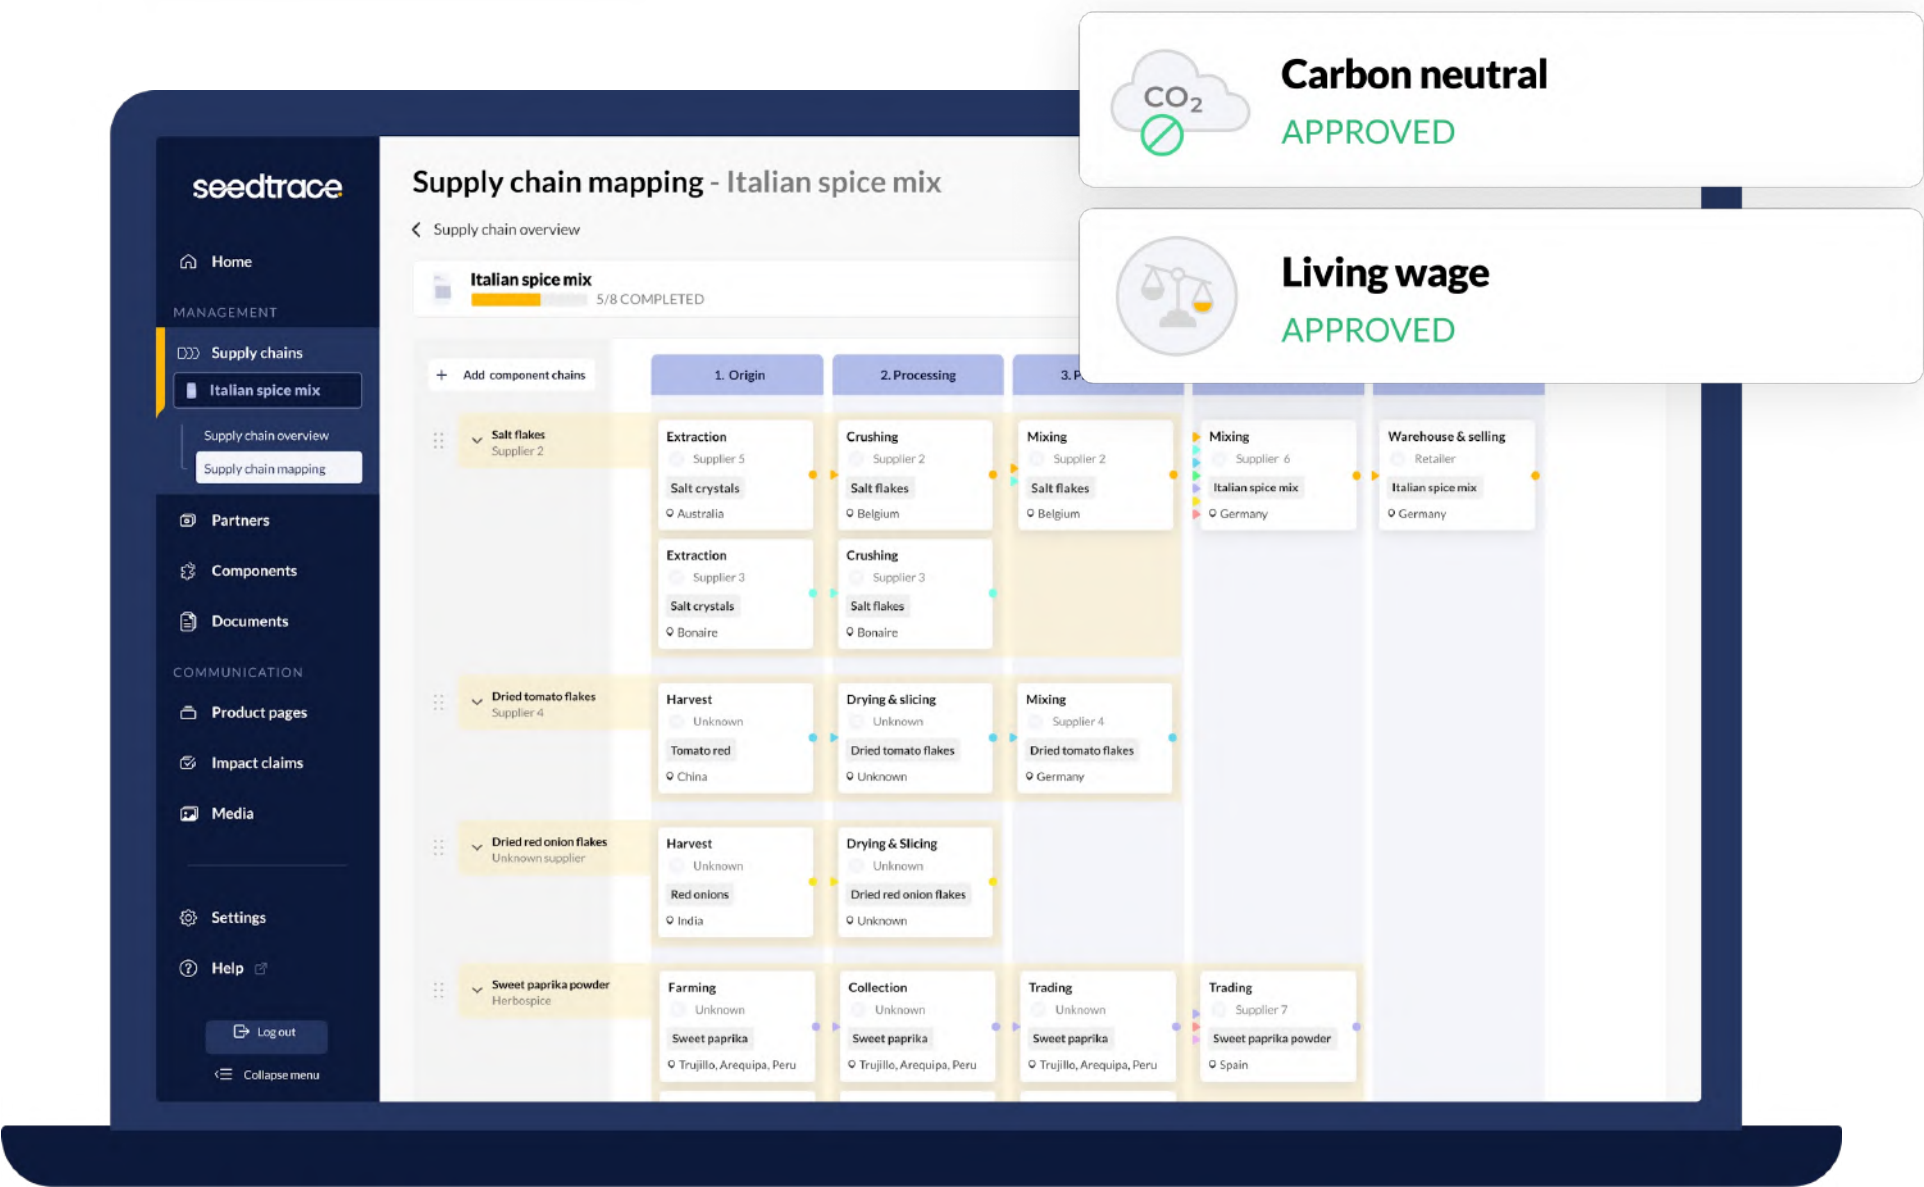 CO2
Carbon neutral
APPROVED
Living wage
APPROVED
seedtrace
Home
MANAGEMENT
Supply chains
Italian spice mix
Supply chain overview
Supply chain mapping
Partners
Components
Documents
COMMUNICATION
Product pages
Impact claims
Media
Settings
Help
Log out
Collapse menu
Supply chain mapping - Italian spice mix
Supply chain overview
Italian spice mix
5/8 COMPLETED
+ Add component chains
1. Origin
2. Processing
3. P
Salt flakes
Supplier 2
Extraction
Supplier 5
Salt crystals
Australia
Crushing
Supplier 2
Salt flakes
Belgium
Mixing
Supplier 2
Salt flakes
Belgium
Mixing
Supplier 6
Italian spice mix
Germany
Warehouse & selling
Retailer
Italian spice mix
Germany
Extraction
Supplier 3
Salt crystals
Bonaire
Crushing
Supplier 3
Salt flakes
Bonaire
Dried tomato flakes
Supplier 4
Harvest
Unknown
Tomato red
China
Drying & slicing
Unknown
Dried tomato flakes
Unknown
Mixing
Supplier 4
Dried tomato flakes
Germany
Dried red onion flakes
Unknown supplier
Harvest
Unknown
Red onions
India
Drying & Slicing
Unknown
Dried red onion flakes
Unknown
Sweet paprika powder
Herbospice
Farming
Unknown
Sweet paprika
Trujillo, Arequipa, Peru
Collection
Unknown
Sweet paprika
Trujillo, Arequipa, Peru
Trading
Unknown
Sweet paprika
Trujillo, Arequipa, Peru
Trading
Supplier 7
Sweet paprika powder
Spain